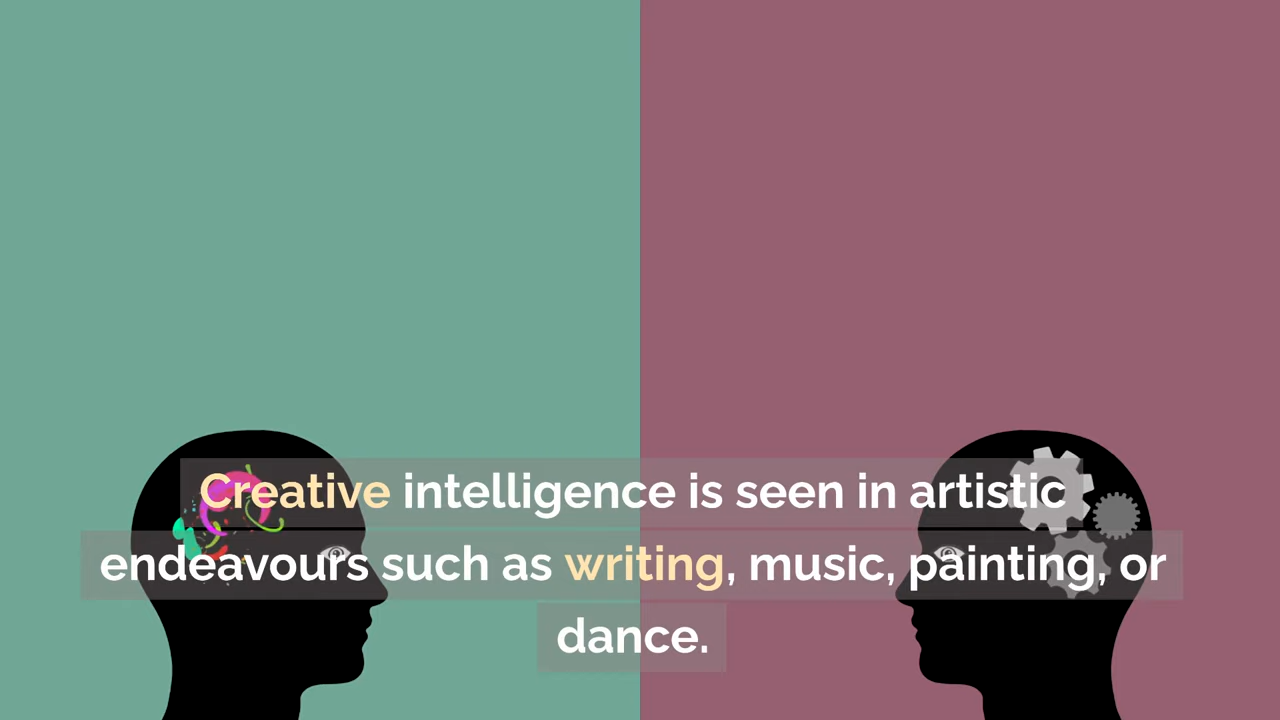 Creative intelligence is seen in artistic
endeavours such as writing, music, painting, or
dance.